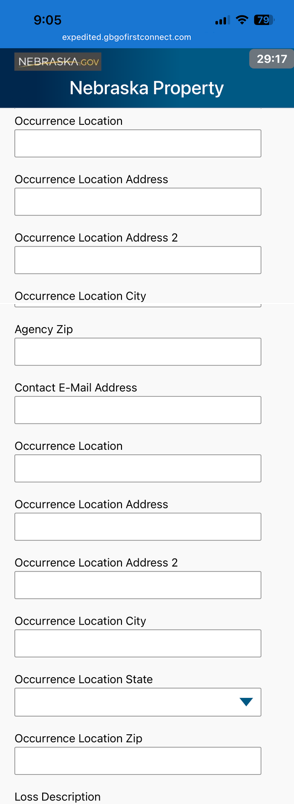 9:05
79
expedited.gbgofirstconnect.com
NEBRASKA.GOV
29:17
Nebraska Property
Occurrence Location
Occurrence Location Address
Occurrence Location Address 2
Occurrence Location City
Agency Zip
Contact E-Mail Address
Occurrence Location
Occurrence Location Address
Occurrence Location Address 2
Occurrence Location City
Occurrence Location State
Occurrence Location Zip
Loss Description